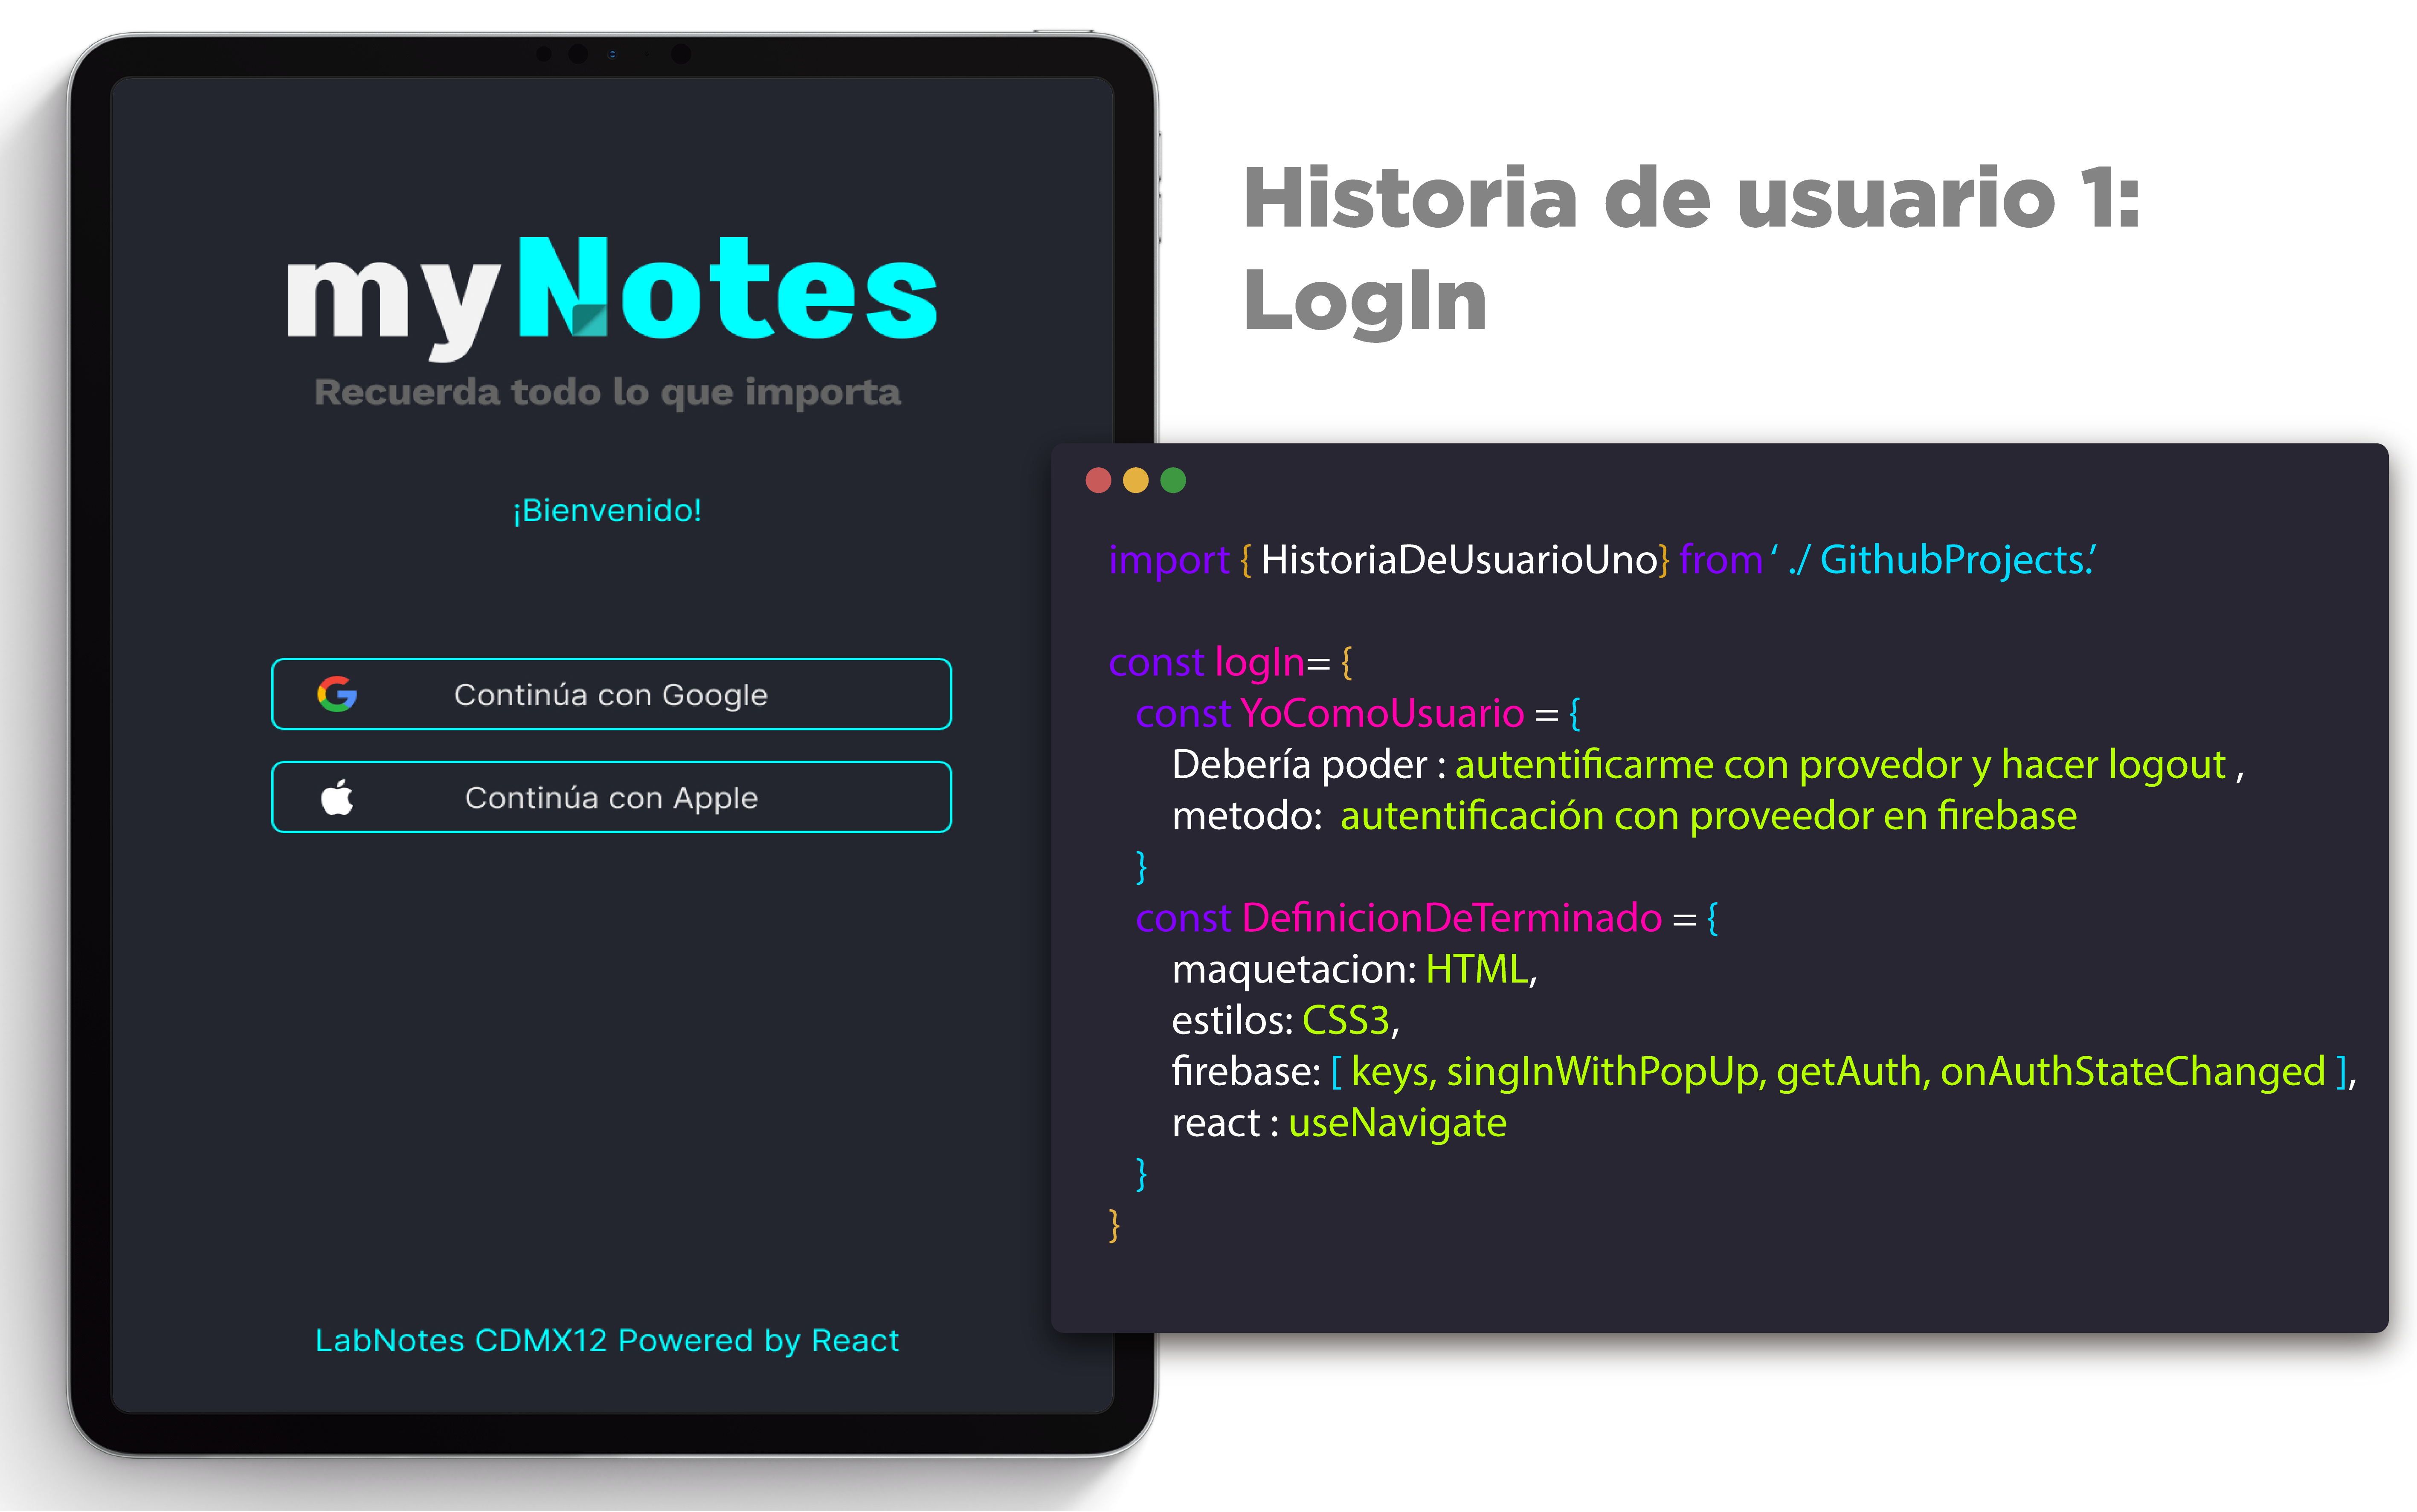 myNotes
Recuerda todo lo que importa
¡Bienvenido!
Continúa con Google
Continúa con Apple
LabNotes CDMX12 Powered by React
Historia de usuario 1:
LogIn
import { HistoriaDeUsuarioUno} from ‘ ./ GithubProjects.’
const logIn= {
const YoComoUsuario = {
Debería poder : autentificarme con provedor y hacer logout ,
metodo: autentificación con proveedor en firebase
}
const DefinicionDeTerminado = {
maquetacion: HTML,
estilos: CSS3,
firebase: [ keys, singInWithPopUp, getAuth, onAuthStateChanged ],
react : useNavigate
}
}